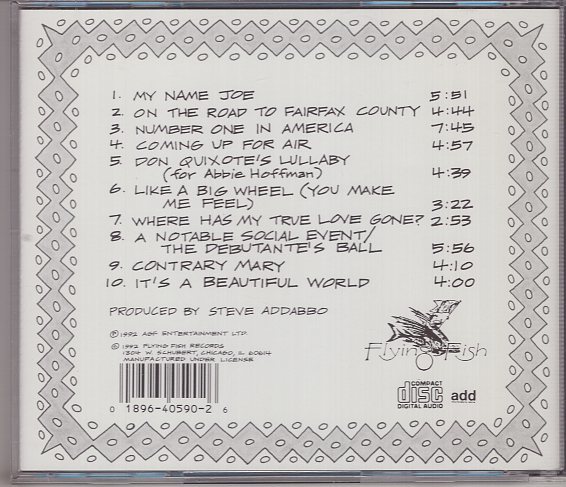 1. MY NAME JOE 5:51
2. ON THE ROAD TO FAIRFAX COUNTY 4:44
3. NUMBER ONE IN AMERICA 7:45
4. COMING UP FOR AIR 4:57
5. DON QUIXOTE'S LULLABY
(for Abbie Hoffman) 4:39
6. LIKE A BIG WHEEL (YOU MAKE
ME FEEL) 3:22
7. WHERE HAS MY TRUE LOVE GONE? 2:53
8. A NOTABLE SOCIAL EVENT/
THE DEBUTANTE'S BALL 5:56
9. CONTRARY MARY 4:10
10. IT'S A BEAUTIFUL WORLD 4:00
PRODUCED BY STEVE ADDABBO
℗ 1992 AGF ENTERTAINMENT LTD.
© 1992 FLYING FISH RECORDS
1304 W. SCHUBERT, CHICAGO, IL 60614
MANUFACTURED UNDER LICENSE
Flying Fish
COMPACT
disc
DIGITAL AUDIO
add
0 1896-40590-2 6